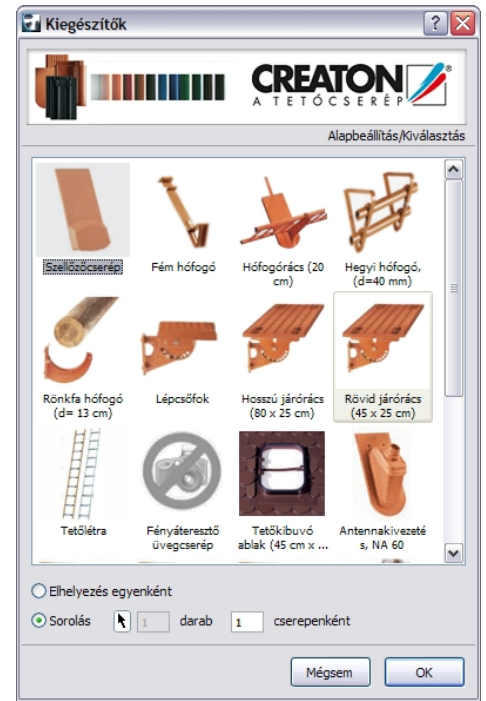 Kiegészítők
CREATON
A TETŐCSERÉP
Alapbeállítás/Kiválasztás
Szellőzőcserép
Fém hófogó
Hófogórács (20
cm)
Hegyi hófogó,
(d=40 mm)
Rönkfa hófogó
(d= 13 cm)
Lépcsőfok
Hosszú járórács
(80 x 25 cm)
Rövid járórács
(45 x 25 cm)
Tetőlétra
Fényáteresztő
üvegcserép
Tetőkibuvó
ablak (45 cm x ...
Antennakivezeté
s, NA 60
Elhelyezés egyenként
Sorolás 1 darab 1 cserepenként
Mégsem OK